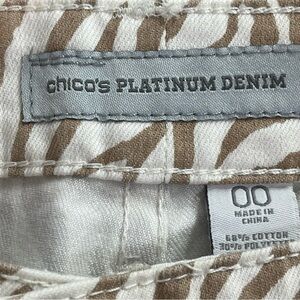 chico's PLATINUM DENIM
00
MADE IN
CHINA
68% COTTON
30% POLYESTER